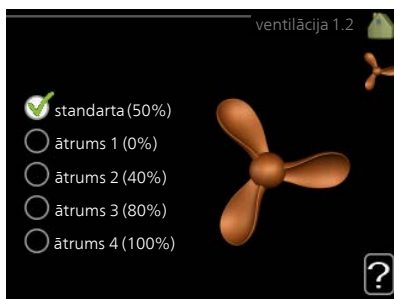 ventilācija 1.2
standarta (50%)
ātrums 1 (0%)
ātrums 2 (40%)
ātrums 3 (80%)
ātrums 4 (100%)
?